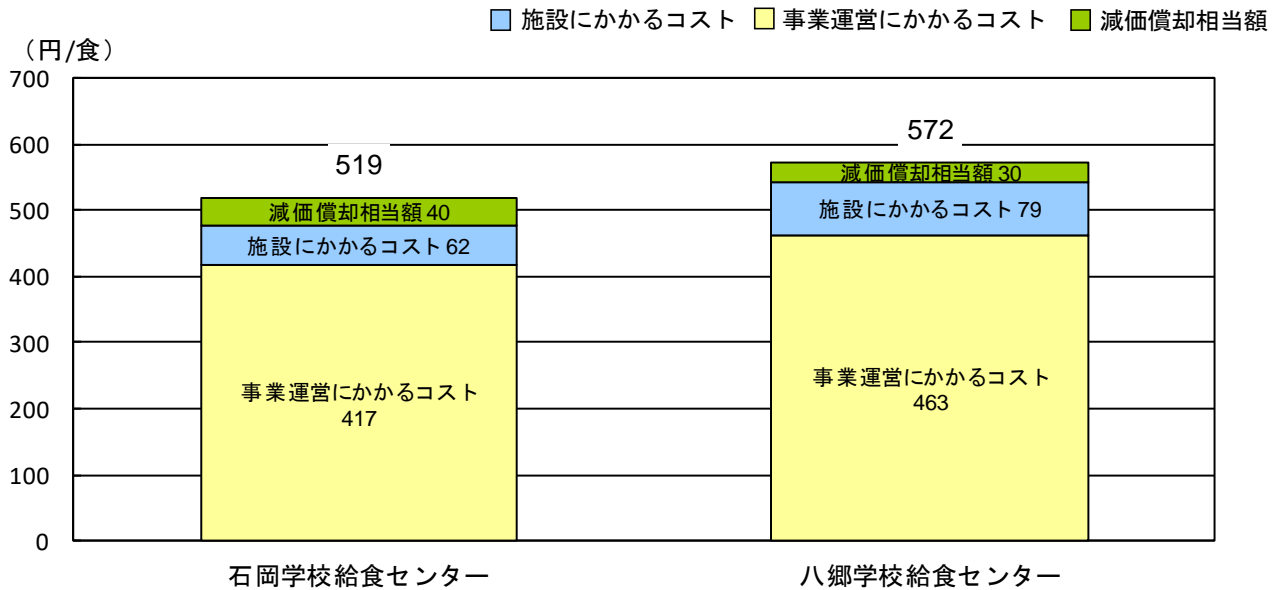 施設にかかるコスト 事業運営にかかるコスト 減価償却相当額
（円/食）
700
600
500
400
300
200
100
0
519
減価償却相当額 40
施設にかかるコスト 62
事業運営にかかるコスト
417
572
減価償却相当額 30
施設にかかるコスト 79
事業運営にかかるコスト
463
石岡学校給食センター
八郷学校給食センター